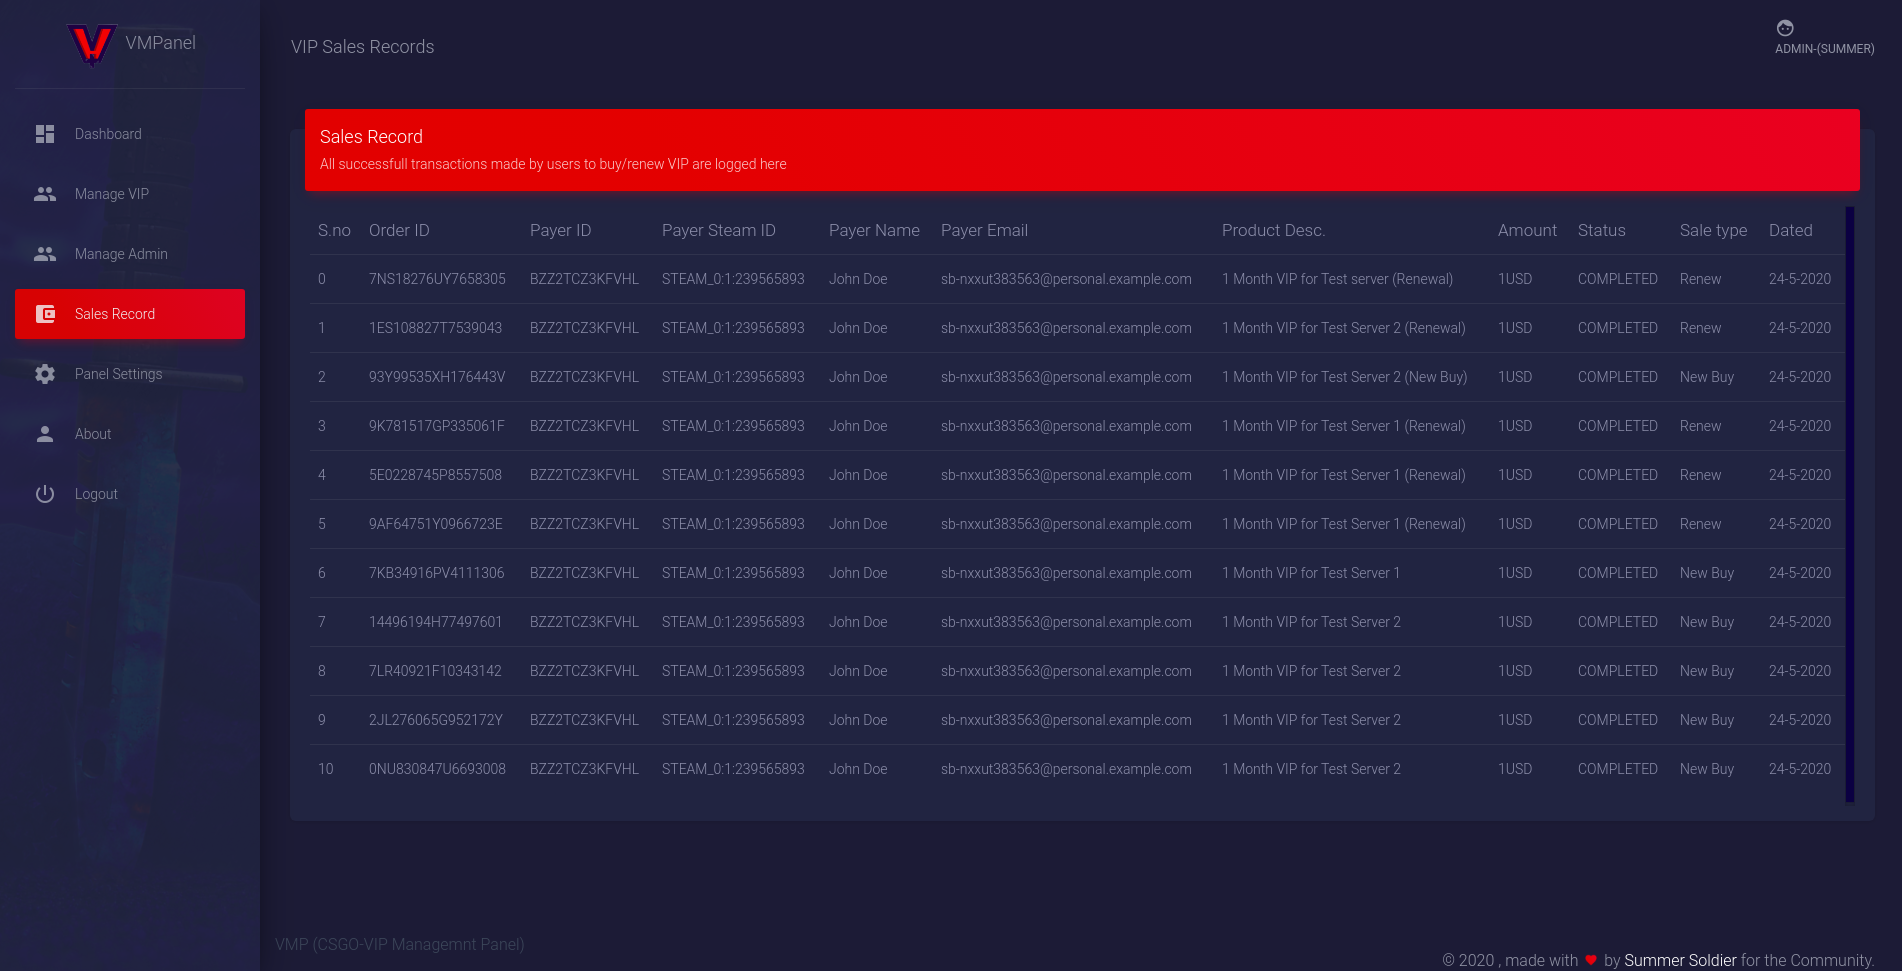 VMPanel
Dashboard
Manage VIP
Manage Admin
Sales Record
Panel Settings
About
Logout
VIP Sales Records
ADMIN-(SUMMER)
Sales Record
All successfull transactions made by users to buy/renew VIP are logged here
S.no Order ID Payer ID Payer Steam ID Payer Name Payer Email Product Desc. Amount Status Sale type Dated
0 7NS18276UY7658305 BZZ2TCZ3KFVHL STEAM_0:1:239565893 John Doe sb-nxxut383563@personal.example.com 1 Month VIP for Test server (Renewal) 1USD COMPLETED Renew 24-5-2020
1 1ES108827T7539043 BZZ2TCZ3KFVHL STEAM_0:1:239565893 John Doe sb-nxxut383563@personal.example.com 1 Month VIP for Test Server 2 (Renewal) 1USD COMPLETED Renew 24-5-2020
2 93Y99535XH176443V BZZ2TCZ3KFVHL STEAM_0:1:239565893 John Doe sb-nxxut383563@personal.example.com 1 Month VIP for Test Server 2 (New Buy) 1USD COMPLETED New Buy 24-5-2020
3 9K781517GP335061F BZZ2TCZ3KFVHL STEAM_0:1:239565893 John Doe sb-nxxut383563@personal.example.com 1 Month VIP for Test Server 1 (Renewal) 1USD COMPLETED Renew 24-5-2020
4 5E0228745P8557508 BZZ2TCZ3KFVHL STEAM_0:1:239565893 John Doe sb-nxxut383563@personal.example.com 1 Month VIP for Test Server 1 (Renewal) 1USD COMPLETED Renew 24-5-2020
5 9AF64751Y0966723E BZZ2TCZ3KFVHL STEAM_0:1:239565893 John Doe sb-nxxut383563@personal.example.com 1 Month VIP for Test Server 1 (Renewal) 1USD COMPLETED Renew 24-5-2020
6 7KB34916PV4111306 BZZ2TCZ3KFVHL STEAM_0:1:239565893 John Doe sb-nxxut383563@personal.example.com 1 Month VIP for Test Server 1 1USD COMPLETED New Buy 24-5-2020
7 14496194H77497601 BZZ2TCZ3KFVHL STEAM_0:1:239565893 John Doe sb-nxxut383563@personal.example.com 1 Month VIP for Test Server 2 1USD COMPLETED New Buy 24-5-2020
8 7LR40921F10343142 BZZ2TCZ3KFVHL STEAM_0:1:239565893 John Doe sb-nxxut383563@personal.example.com 1 Month VIP for Test Server 2 1USD COMPLETED New Buy 24-5-2020
9 2JL276065G952172Y BZZ2TCZ3KFVHL STEAM_0:1:239565893 John Doe sb-nxxut383563@personal.example.com 1 Month VIP for Test Server 2 1USD COMPLETED New Buy 24-5-2020
10 0NU830847U6693008 BZZ2TCZ3KFVHL STEAM_0:1:239565893 John Doe sb-nxxut383563@personal.example.com 1 Month VIP for Test Server 2 1USD COMPLETED New Buy 24-5-2020
VMP (CSGO-VIP Managemnt Panel)
© 2020 , made with ♥ by Summer Soldier for the Community.